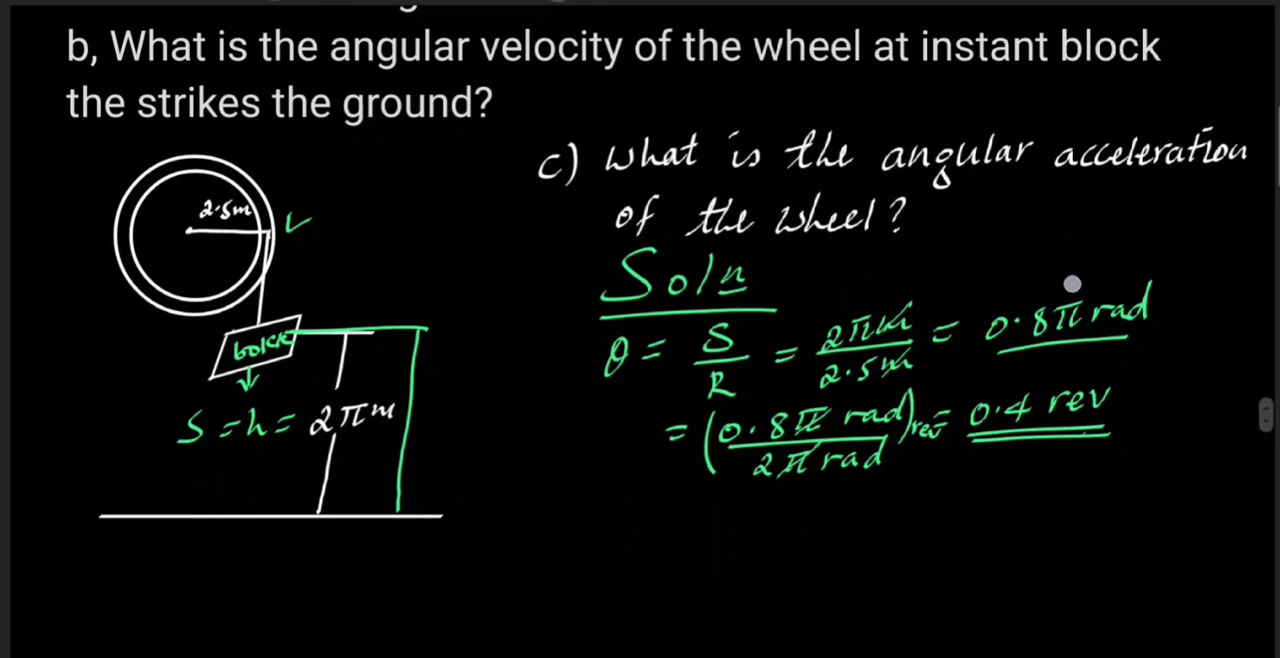 b, What is the angular velocity of the wheel at instant block
the strikes the ground?
c) what is the angular acceleration
of the wheel?
Soln
θ = S/R = 2πm/2.5m = 0.8π rad
= (0.8π rad/2π rad) rev = 0.4 rev
2.5m
bolck
S = h = 2πm